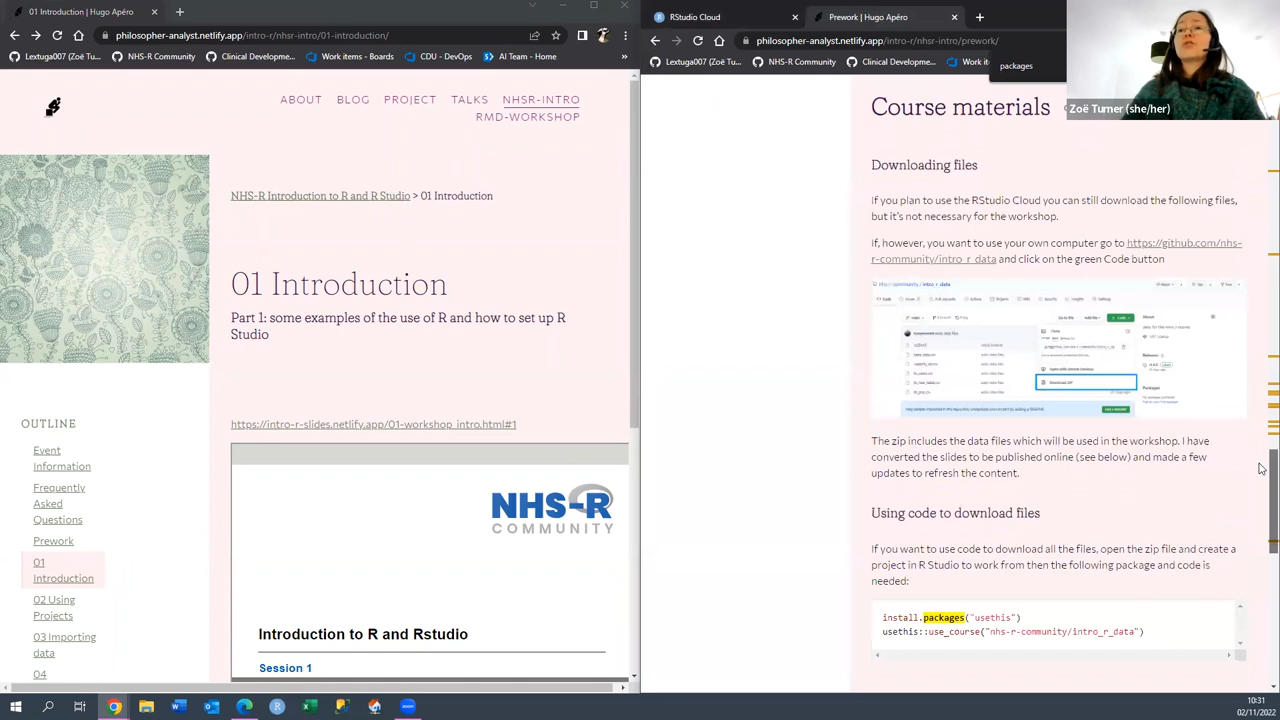 01 Introduction
RStudio Cloud
Prework | Hugo Apéro
philosopher-analyst.netlify.app/intro-r/nhsr-intro/01-introduction/
philosopher-analyst.netlify.app/intro-r/nhsr-intro/prework/
Lextuga007 (Zoë Tu...
NHS-R Community
Clinical Developme...
Work items - Boards
CDU - DevOps
AI Team - Home
»
Lextuga007 (Zoë Tu...
NHS-R Community
Clinical Developme...
packages
Zoë Turner (she/her)
ABOUT BLOG PROJECT TALKS NHSR-INTRO
RMD-WORKSHOP
NHS-R Introduction to R and R Studio > 01 Introduction
01 Introduction
Part 1 covers examples of the use of R and how to set up R
Studio
OUTLINE
Event
Information
Frequently
Asked
Questions
Prework
01
Introduction
02 Using
Projects
03 Importing
data
04
https://intro-r-slides.netlify.app/01-workshop_intro.html#1
NHS-R
COMMUNITY
Introduction to R and Rstudio
Session 1
Course materials
Downloading files
If you plan to use the RStudio Cloud you can still download the following files,
but it's not necessary for the workshop.
If, however, you want to use your own computer go to https://github.com/nhs-
r-community/intro_r_data and click on the green Code button
The zip includes the data files which will be used in the workshop. I have
converted the slides to be published online (see below) and made a few
updates to refresh the content.
Using code to download files
If you want to use code to download all the files, open the zip file and create a
project in R Studio to work from then the following package and code is
needed:
install.packages("usethis")
usethis::use_course("nhs-r-community/intro_r_data")
10:31
02/11/2022